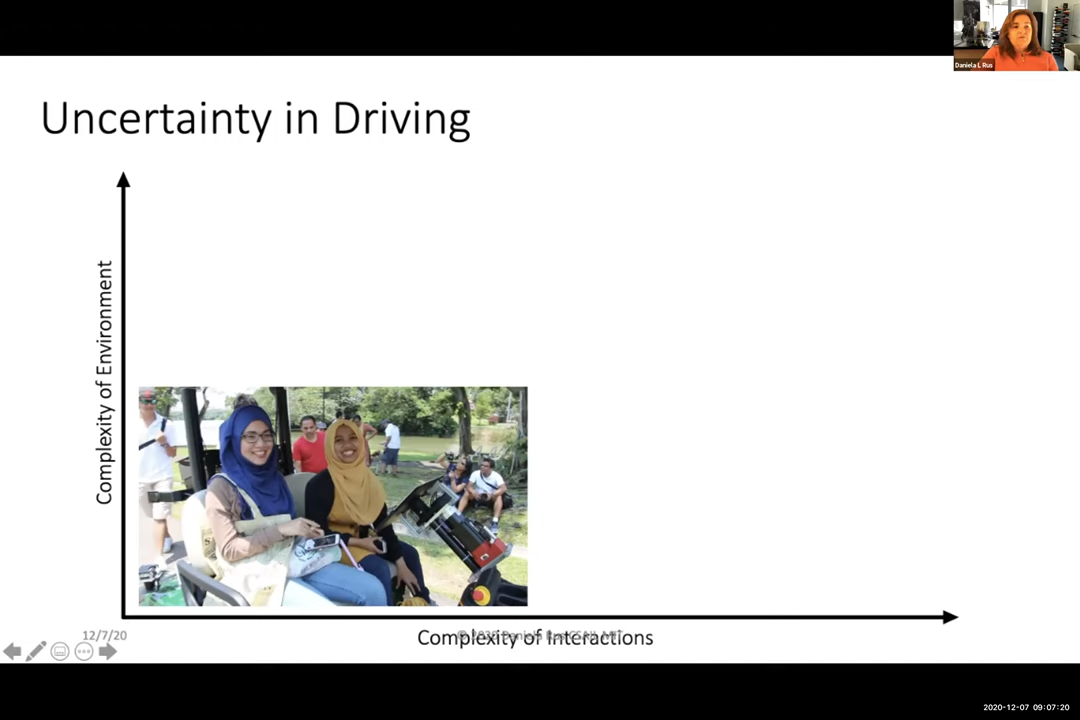 Daniela L Rus
Uncertainty in Driving
Complexity of Environment
12/7/20
Complexity of Interactions
2020-12-07 09:07:20